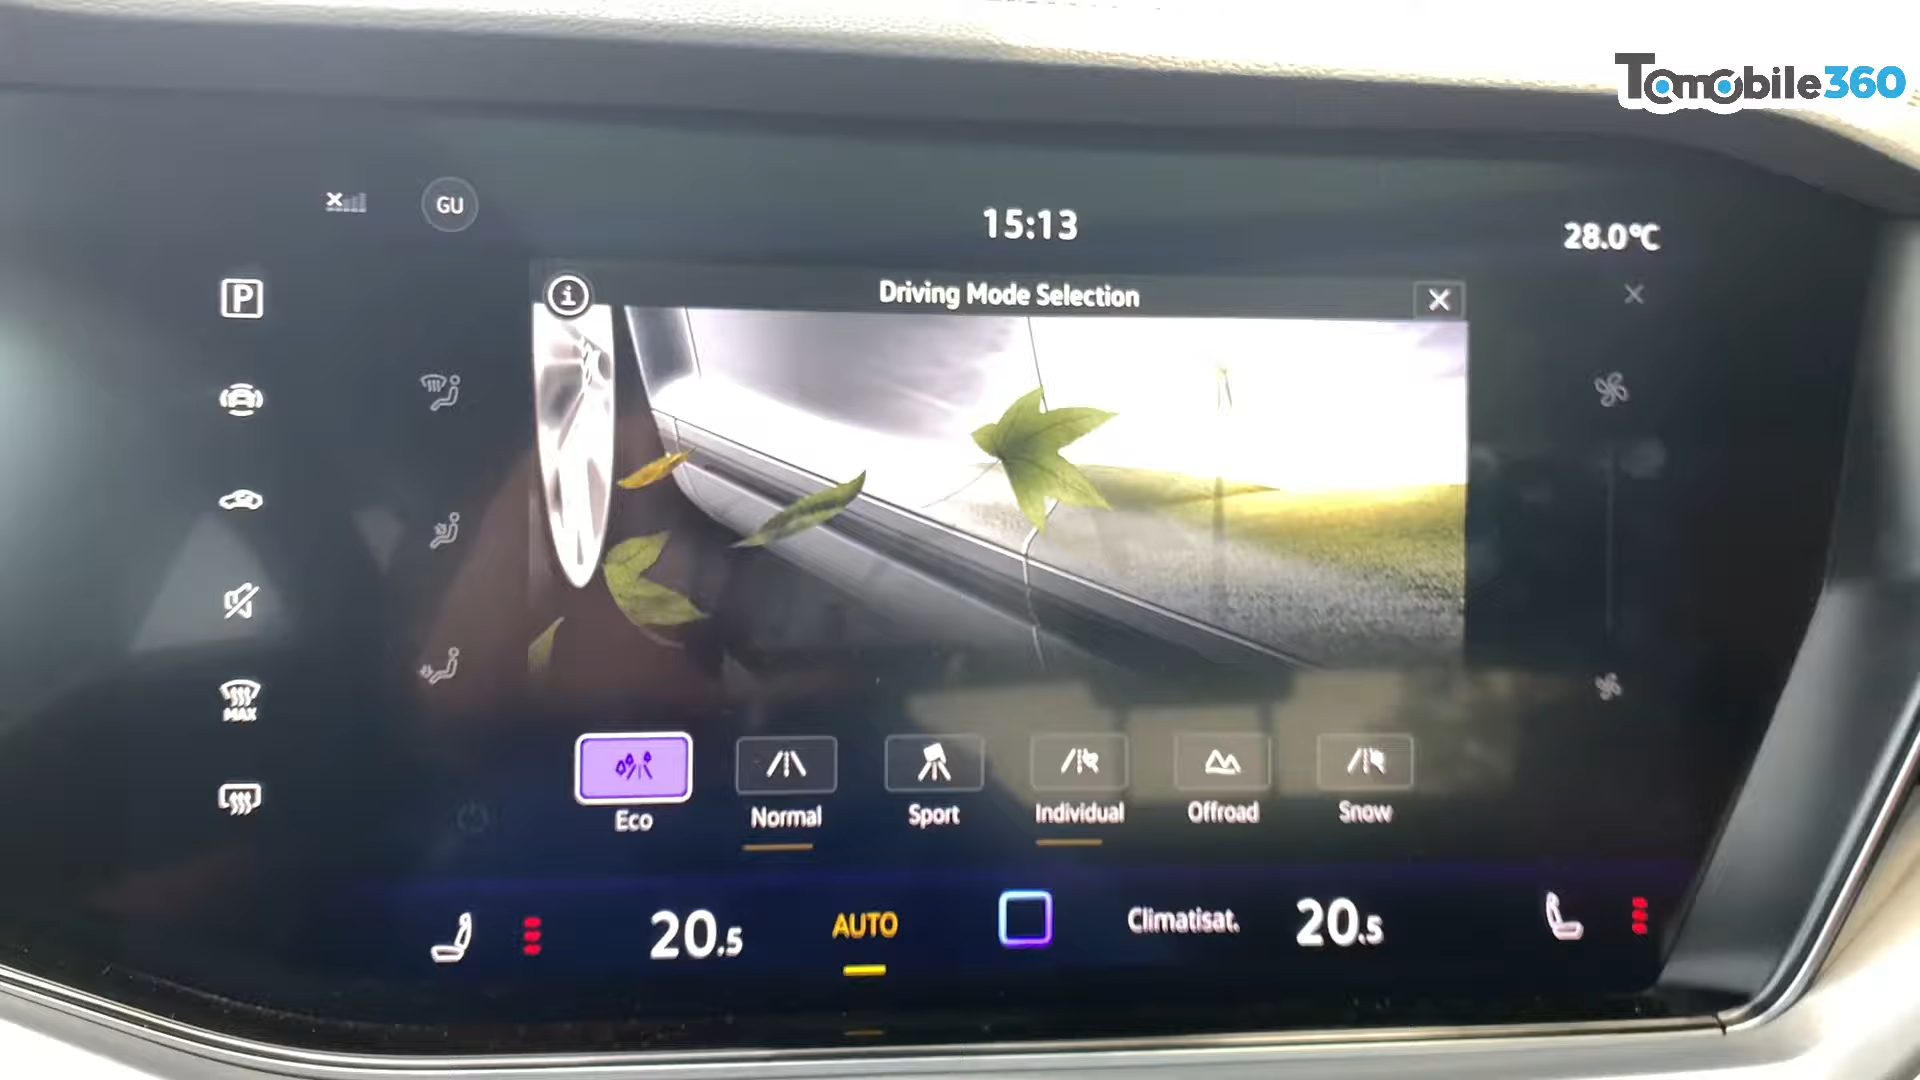 Tomobile360
GU
15:13
28.0°C
P
i
Driving Mode Selection
MAX
Eco
Normal
Sport
Individual
Offroad
Snow
20.5
AUTO
Climatisat.
20.5